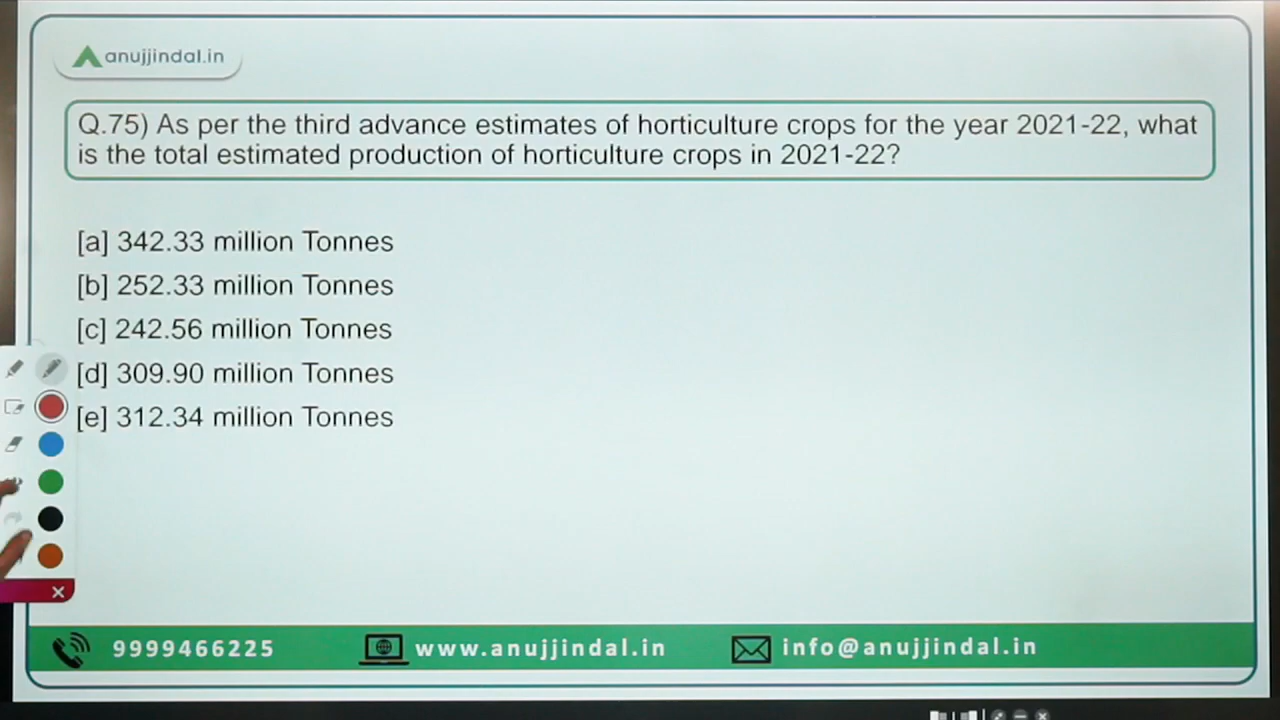 anujjindal.in
Q.75) As per the third advance estimates of horticulture crops for the year 2021-22, what
is the total estimated production of horticulture crops in 2021-22?
[a] 342.33 million Tonnes
[b] 252.33 million Tonnes
[c] 242.56 million Tonnes
[d] 309.90 million Tonnes
[e] 312.34 million Tonnes
9999466225 www.anujjindal.in info@anujjindal.in